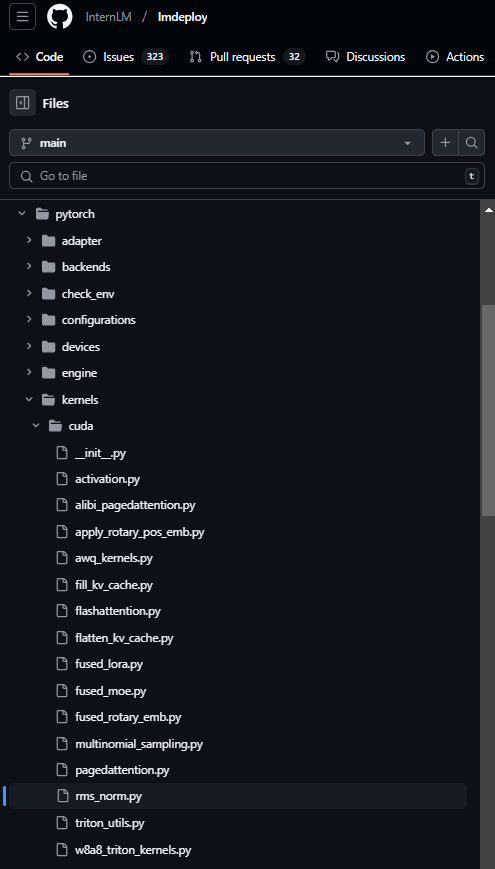 InternLM / lmdeploy
Code Issues 323 Pull requests 32 Discussions Actions
Files
main
Go to file t
pytorch
adapter
backends
check_env
configurations
devices
engine
kernels
cuda
__init__.py
activation.py
alibi_pagedattention.py
apply_rotary_pos_emb.py
awq_kernels.py
fill_kv_cache.py
flashattention.py
flatten_kv_cache.py
fused_lora.py
fused_moe.py
fused_rotary_emb.py
multinomial_sampling.py
pagedattention.py
rms_norm.py
triton_utils.py
w8a8_triton_kernels.py